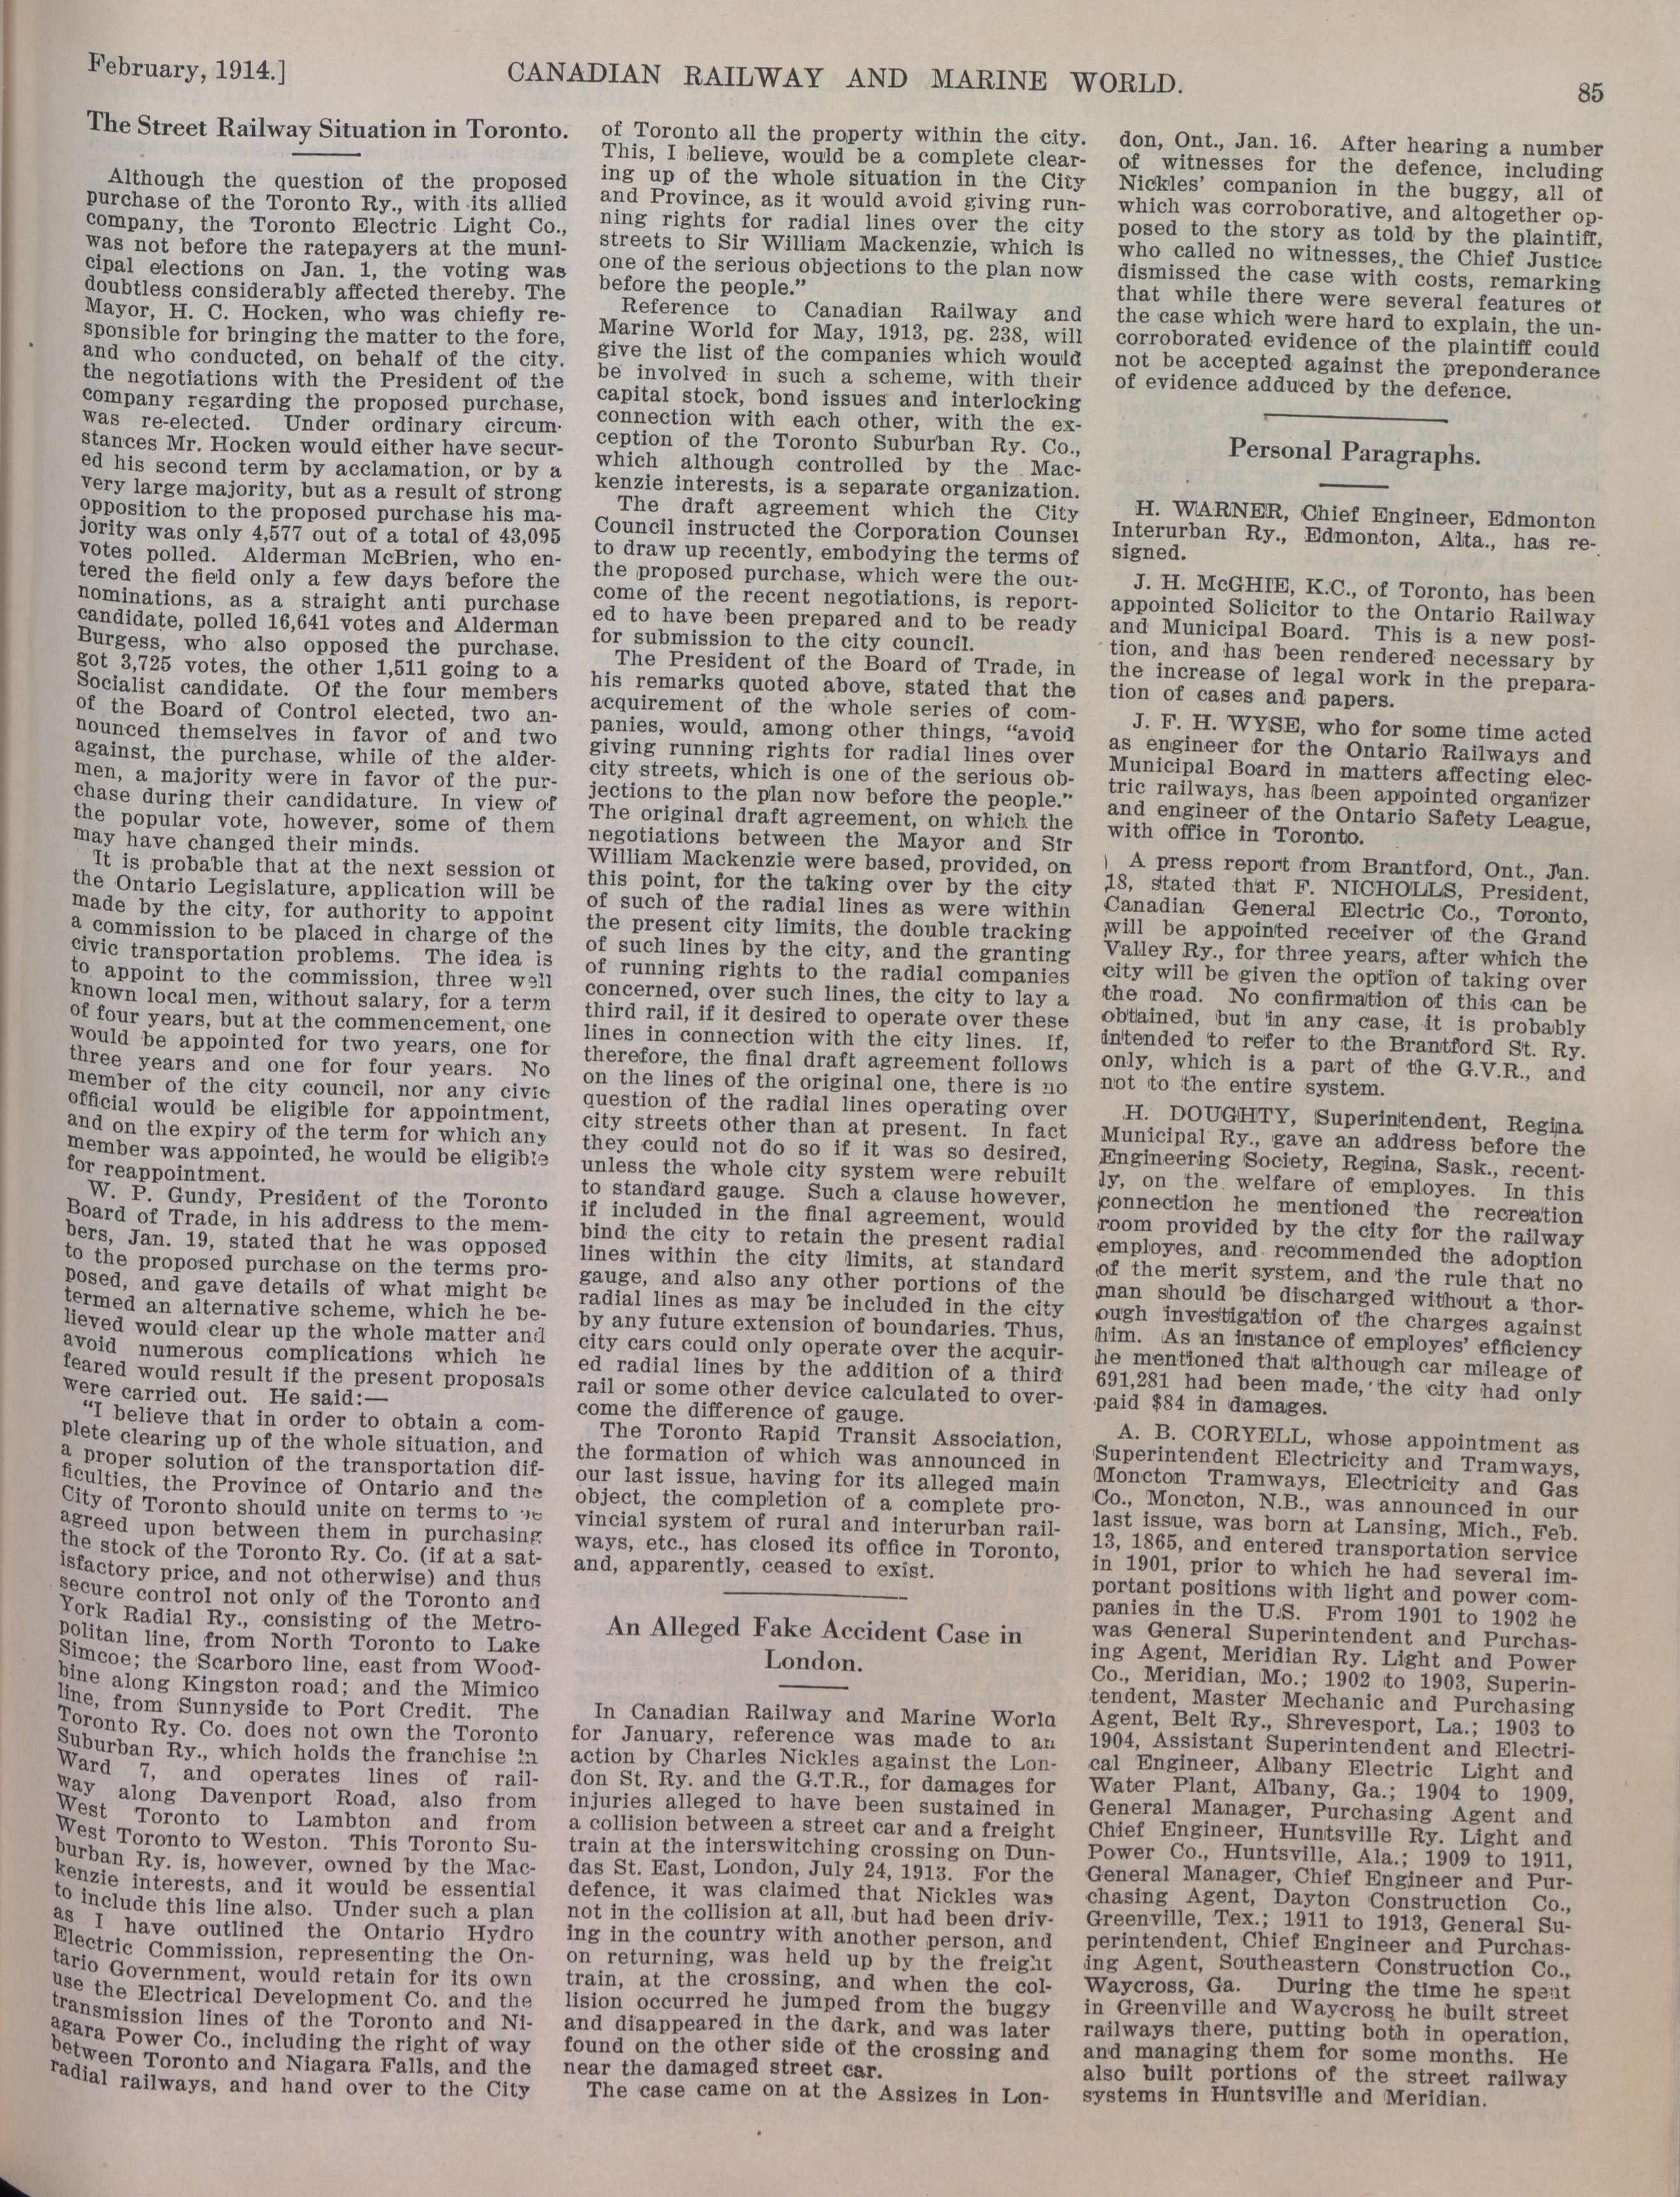 February, 1914.]
CANADIAN RAILWAY AND MARINE WORLD.
85
The Street Railway Situation in Toronto.
Although the question of the proposed
purchase of the Toronto Ry., with its allied
company, the Toronto Electric Light Co.,
was not before the ratepayers at the muni-
cipal elections on Jan. 1, the voting was
doubtless considerably affected thereby. The
Mayor, H. C. Hocken, who was chiefly re-
sponsible for bringing the matter to the fore,
and who conducted, on behalf of the city,
the negotiations with the President of the
company regarding the proposed purchase,
was re-elected. Under ordinary circum-
stances Mr. Hocken would either have secur-
ed his second term by acclamation, or by a
very large majority, but as a result of strong
opposition to the proposed purchase his ma-
jority was only 4,577 out of a total of 43,095
votes polled. Alderman McBrien, who en-
tered the field only a few days before the
nominations, as a straight anti purchase
candidate, polled 16,641 votes and Alderman
Burgess, who also opposed the purchase,
got 3,725 votes, the other 1,511 going to a
Socialist candidate. Of the four members
of the Board of Control elected, two an-
nounced themselves in favor of and two
against, the purchase, while of the alder-
men, a majority were in favor of the pur-
chase during their candidature. In view of
the popular vote, however, some of them
may have changed their minds.
It is probable that at the next session of
the Ontario Legislature, application will be
made by the city, for authority to appoint
a commission to be placed in charge of the
civic transportation problems. The idea is
to appoint to the commission, three well
known local men, without salary, for a term
of four years, but at the commencement, one
would be appointed for two years, one for
three years and one for four years. No
member of the city council, nor any civic
official would be eligible for appointment,
and on the expiry of the term for which any
member was appointed, he would be eligible
for reappointment.
W. P. Gundy, President of the Toronto
Board of Trade, in his address to the mem-
bers, Jan. 19, stated that he was opposed
to the proposed purchase on the terms pro-
posed, and gave details of what might be
termed an alternative scheme, which he be-
lieved would clear up the whole matter and
avoid numerous complications which he
feared would result if the present proposals
were carried out. He said:—
"I believe that in order to obtain a com-
plete clearing up of the whole situation, and
a proper solution of the transportation dif-
ficulties, the Province of Ontario and the
City of Toronto should unite on terms to be
agreed upon between them in purchasing
the stock of the Toronto Ry. Co. (if at a sat-
isfactory price, and not otherwise) and thus
secure control not only of the Toronto and
York Radial Ry., consisting of the Metro-
politan line, from North Toronto to Lake
Simcoe; the Scarboro line, east from Wood-
bine along Kingston road; and the Mimico
line, from Sunnyside to Port Credit. The
Toronto Ry. Co. does not own the Toronto
Suburban Ry., which holds the franchise in
Ward 7, and operates lines of rail-
way along Davenport Road, also from
West Toronto to Lambton and from
West Toronto to Weston. This Toronto Su-
burban Ry. is, however, owned by the Mac-
kenzie interests, and it would be essential
to include this line also. Under such a plan
as I have outlined the Ontario Hydro
Electric Commission, representing the On-
tario Government, would retain for its own
use the Electrical Development Co. and the
transmission lines of the Toronto and Ni-
agara Power Co., including the right of way
between Toronto and Niagara Falls, and the
radial railways, and hand over to the City
of Toronto all the property within the city.
This, I believe, would be a complete clear-
ing up of the whole situation in the City
and Province, as it would avoid giving run-
ning rights for radial lines over the city
streets to Sir William Mackenzie, which is
one of the serious objections to the plan now
before the people."
Reference to Canadian Railway and
Marine World for May, 1913, pg. 238, will
give the list of the companies which would
be involved in such a scheme, with their
capital stock, bond issues and interlocking
connection with each other, with the ex-
ception of the Toronto Suburban Ry. Co.,
which although controlled by the Mac-
kenzie interests, is a separate organization.
The draft agreement which the City
Council instructed the Corporation Counsel
to draw up recently, embodying the terms of
the proposed purchase, which were the out-
come of the recent negotiations, is report-
ed to have been prepared and to be ready
for submission to the city council.
The President of the Board of Trade, in
his remarks quoted above, stated that the
acquirement of the whole series of com-
panies, would, among other things, "avoid
giving running rights for radial lines over
city streets, which is one of the serious ob-
jections to the plan now before the people."
The original draft agreement, on which the
negotiations between the Mayor and Sir
William Mackenzie were based, provided, on
this point, for the taking over by the city
of such of the radial lines as were within
the present city limits, the double tracking
of such lines by the city, and the granting
of running rights to the radial companies
concerned, over such lines, the city to lay a
third rail, if it desired to operate over these
lines in connection with the city lines. If,
therefore, the final draft agreement follows
on the lines of the original one, there is no
question of the radial lines operating over
city streets other than at present. In fact
they could not do so if it was so desired,
unless the whole city system were rebuilt
to standard gauge. Such a clause however,
if included in the final agreement, would
bind the city to retain the present radial
lines within the city limits, at standard
gauge, and also any other portions of the
radial lines as may be included in the city
by any future extension of boundaries. Thus,
city cars could only operate over the acquir-
ed radial lines by the addition of a third
rail or some other device calculated to over-
come the difference of gauge.
The Toronto Rapid Transit Association,
the formation of which was announced in
our last issue, having for its alleged main
object, the completion of a complete pro-
vincial system of rural and interurban rail-
ways, etc., has closed its office in Toronto,
and, apparently, ceased to exist.
An Alleged Fake Accident Case in
London.
In Canadian Railway and Marine World
for January, reference was made to an
action by Charles Nickles against the Lon-
don St. Ry. and the G.T.R., for damages for
injuries alleged to have been sustained in
a collision between a street car and a freight
train at the interswitching crossing on Dun-
das St. East, London, July 24, 1913. For the
defence, it was claimed that Nickles was
not in the collision at all, but had been driv-
ing in the country with another person, and
on returning, was held up by the freight
train, at the crossing, and when the col-
lision occurred he jumped from the buggy
and disappeared in the dark, and was later
found on the other side of the crossing and
near the damaged street car.
The case came on at the Assizes in Lon-
don, Ont., Jan. 16. After hearing a number
of witnesses for the defence, including
Nickles' companion in the buggy, all of
which was corroborative, and altogether op-
posed to the story as told by the plaintiff,
who called no witnesses, the Chief Justice
dismissed the case with costs, remarking
that while there were several features of
the case which were hard to explain, the un-
corroborated evidence of the plaintiff could
not be accepted against the preponderance
of evidence adduced by the defence.
Personal Paragraphs.
H. WARNER, Chief Engineer, Edmonton
Interurban Ry., Edmonton, Alta., has re-
signed.
J. H. McGHIE, K.C., of Toronto, has been
appointed Solicitor to the Ontario Railway
and Municipal Board. This is a new posi-
tion, and has been rendered necessary by
the increase of legal work in the prepara-
tion of cases and papers.
J. F. H. WYSE, who for some time acted
as engineer for the Ontario Railways and
Municipal Board in matters affecting elec-
tric railways, has been appointed organizer
and engineer of the Ontario Safety League,
with office in Toronto.
A press report from Brantford, Ont., Jan.
18, stated that F. NICHOLLS, President,
Canadian General Electric Co., Toronto,
will be appointed receiver of the Grand
Valley Ry., for three years, after which the
city will be given the option of taking over
the road. No confirmation of this can be
obtained, but in any case, it is probably
intended to refer to the Brantford St. Ry.
only, which is a part of the G.V.R., and
not to the entire system.
H. DOUGHTY, Superintendent, Regina
Municipal Ry., gave an address before the
Engineering Society, Regina, Sask., recent-
ly, on the welfare of employes. In this
connection he mentioned the recreation
room provided by the city for the railway
employes, and recommended the adoption
of the merit system, and the rule that no
man should be discharged without a thor-
ough investigation of the charges against
him. As an instance of employes' efficiency
he mentioned that although car mileage of
691,281 had been made, the city had only
paid $84 in damages.
A. B. CORYELL, whose appointment as
Superintendent Electricity and Tramways,
Moncton Tramways, Electricity and Gas
Co., Moncton, N.B., was announced in our
last issue, was born at Lansing, Mich., Feb.
13, 1865, and entered transportation service
in 1901, prior to which he had several im-
portant positions with light and power com-
panies in the U.S. From 1901 to 1902 he
was General Superintendent and Purchas-
ing Agent, Meridian Ry. Light and Power
Co., Meridian, Mo.; 1902 to 1903, Superin-
tendent, Master Mechanic and Purchasing
Agent, Belt Ry., Shrevesport, La.; 1903 to
1904, Assistant Superintendent and Electri-
cal Engineer, Albany Electric Light and
Water Plant, Albany, Ga.; 1904 to 1909,
General Manager, Purchasing Agent and
Chief Engineer, Huntsville Ry. Light and
Power Co., Huntsville, Ala.; 1909 to 1911,
General Manager, Chief Engineer and Pur-
chasing Agent, Dayton Construction Co.,
Greenville, Tex.; 1911 to 1913, General Su-
perintendent, Chief Engineer and Purchas-
ing Agent, Southeastern Construction Co.,
Waycross, Ga. During the time he spent
in Greenville and Waycross he built street
railways there, putting both in operation,
and managing them for some months. He
also built portions of the street railway
systems in Huntsville and Meridian.